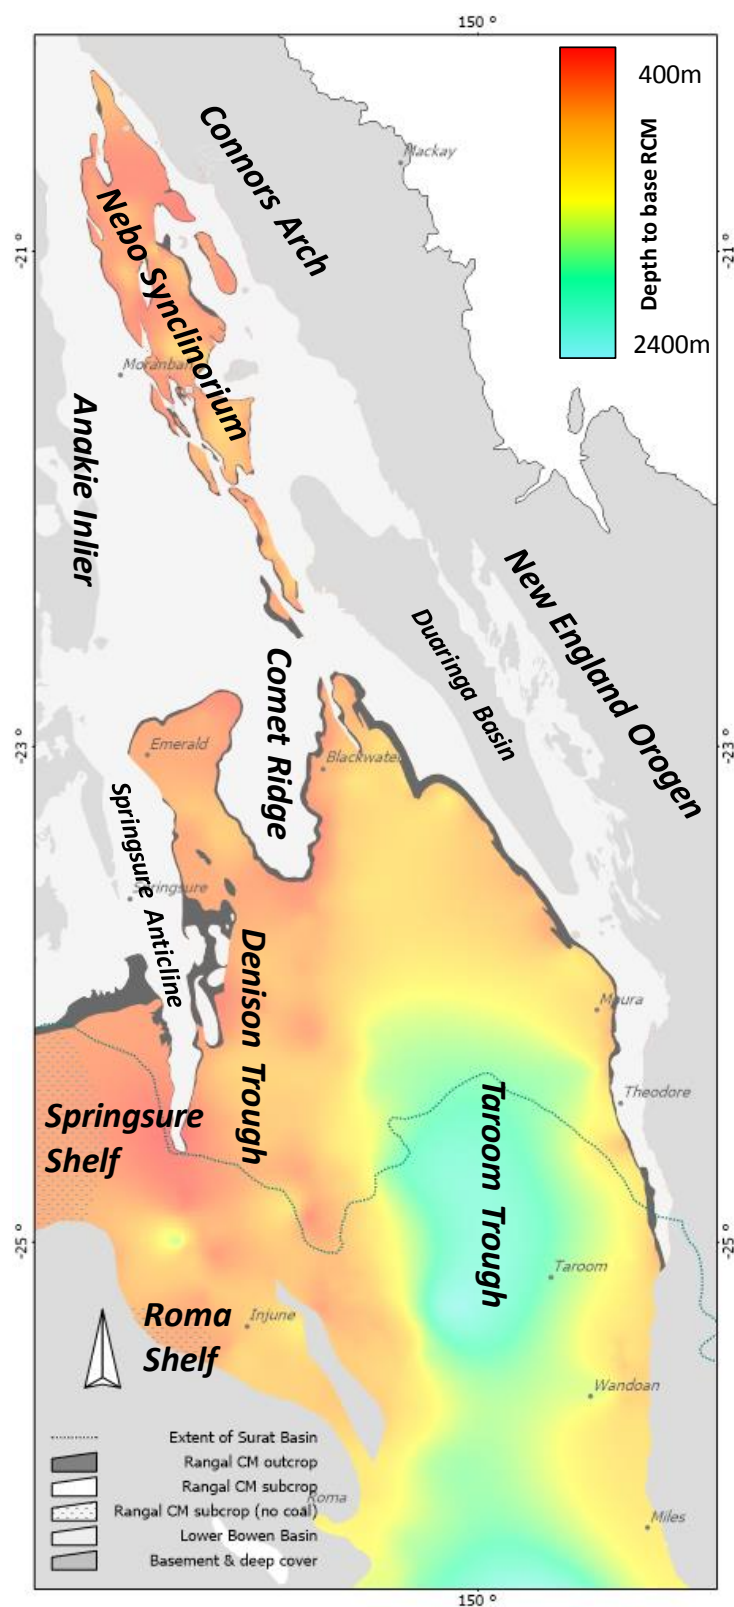 150 °
400m
Depth to base RCM
2400m
Mackay
Connors Arch
-21 °
-21 °
Nebo Synclinorium
Moranbah
Anakie Inlier
New England Orogen
Duaringa Basin
Comet Ridge
-23 °
-23 °
Emerald
Blackwater
Springsure Anticline
Springsure
Denison Trough
Moura
Theodore
Springsure
Shelf
Taroom Trough
-25 °
-25 °
Taroom
Roma
Shelf
Injune
Wandoan
Extent of Surat Basin
Rangal CM outcrop
Rangal CM subcrop
Roma
Rangal CM subcrop (no coal)
Miles
Lower Bowen Basin
Basement & deep cover
150 °